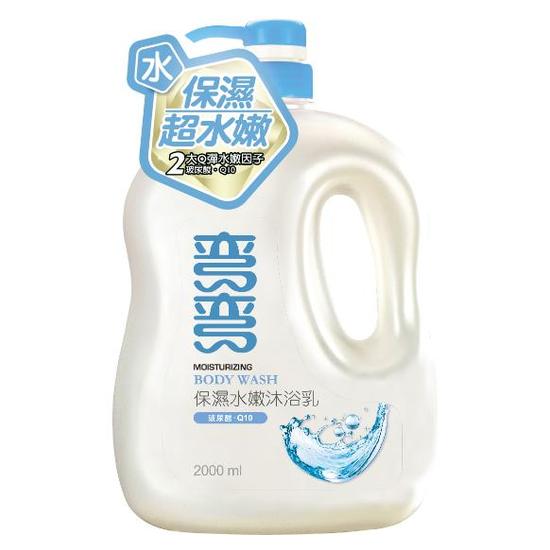 水
保濕
超水嫩
2大Q彈水嫩因子
玻尿酸·Q10
MOISTURIZING
BODY WASH
保濕水嫩沐浴乳
玻尿酸·Q10
2000 ml